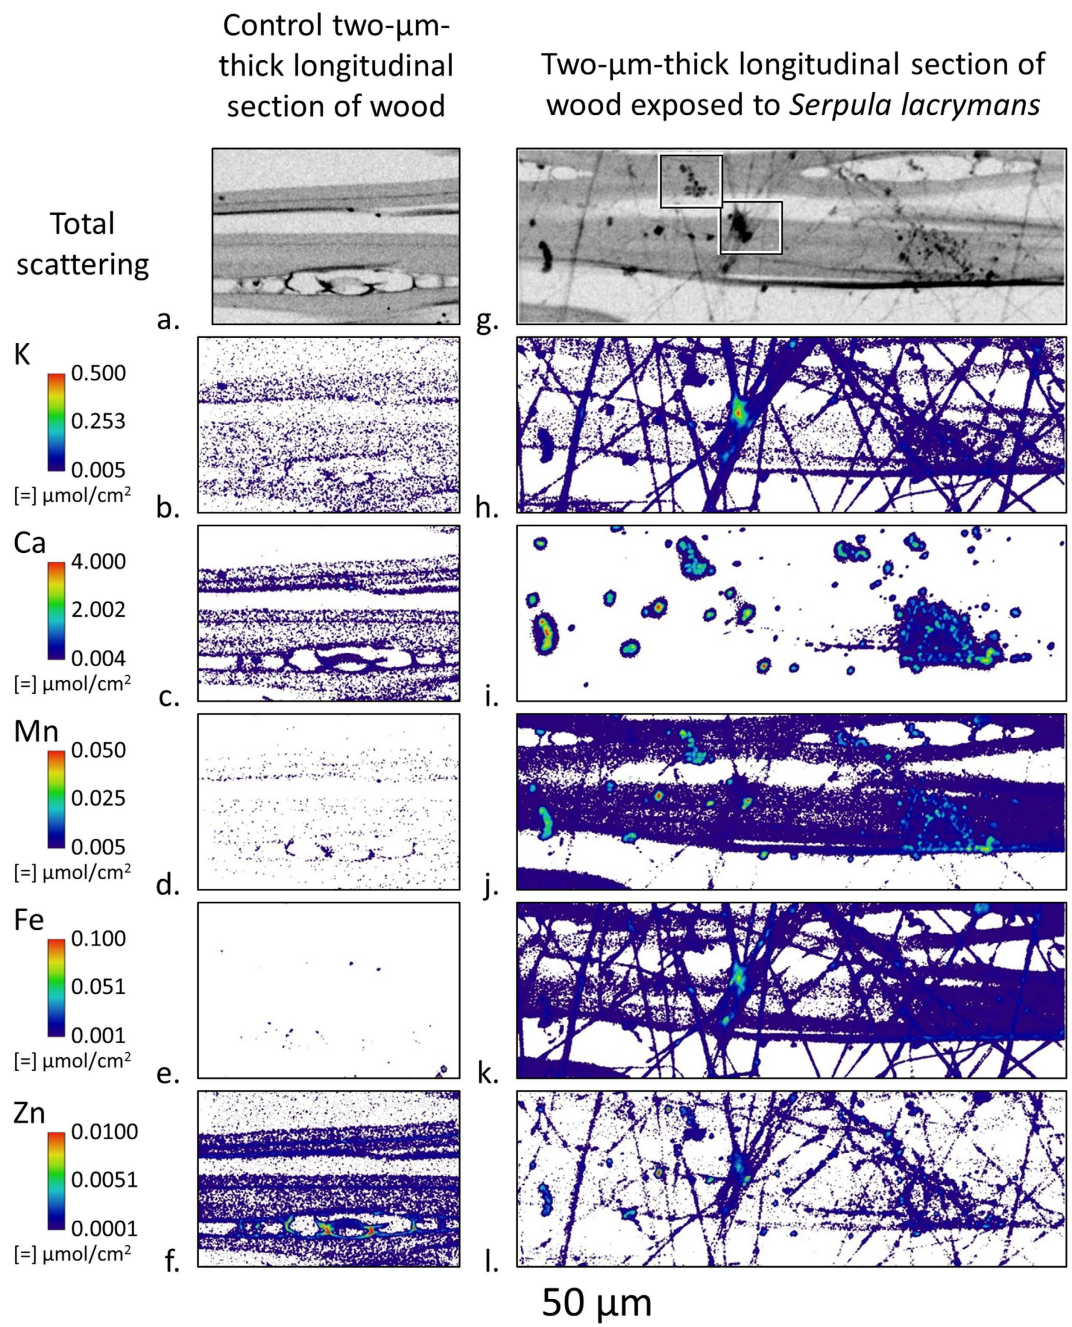 Control two-µm-
thick longitudinal
section of wood
Two-µm-thick longitudinal section of
wood exposed to Serpula lacrymans
Total
scattering
a.
g.
K
0.500
0.253
0.005
[=] µmol/cm²
b.
h.
Ca
4.000
2.002
0.004
[=] µmol/cm²
c.
i.
Mn
0.050
0.025
0.005
[=] µmol/cm²
d.
j.
Fe
0.100
0.051
0.001
[=] µmol/cm²
e.
k.
Zn
0.0100
0.0051
0.0001
[=] µmol/cm²
f.
l.
50 µm